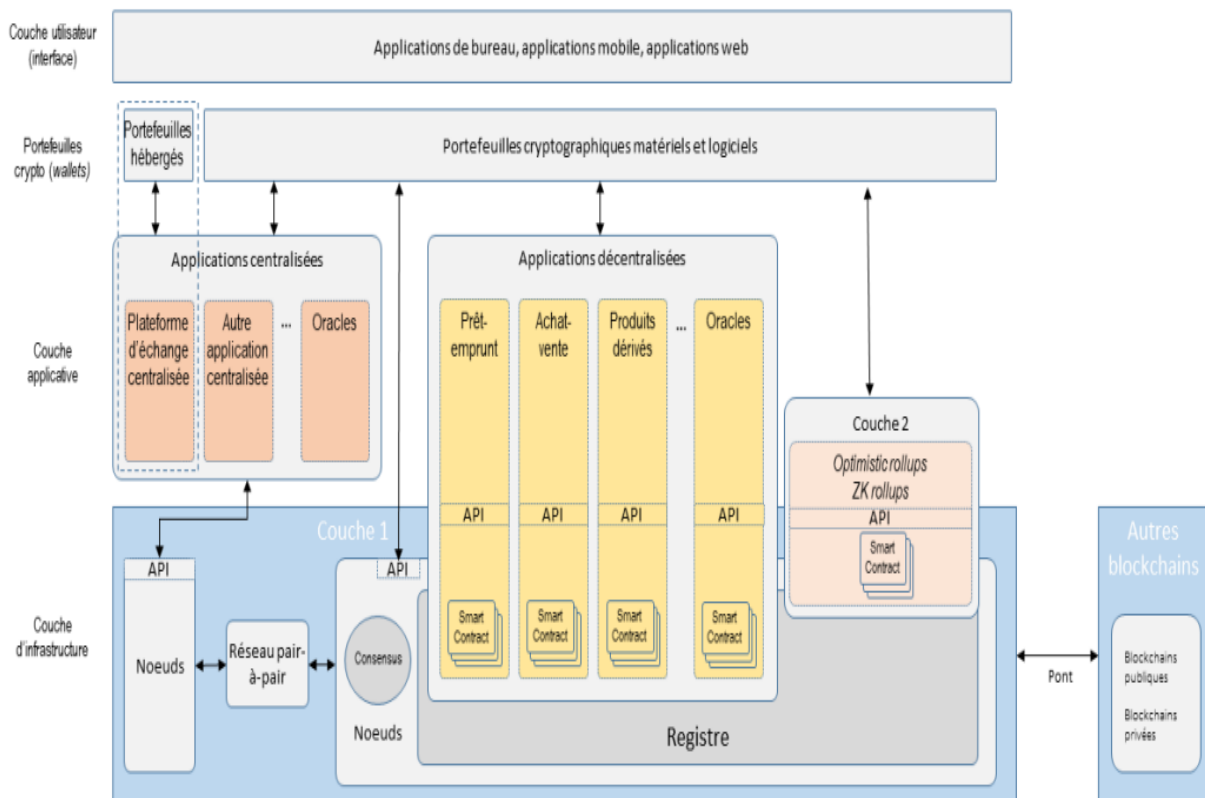 Couche utilisateur
(interface)
Applications de bureau, applications mobile, applications web
Portefeuilles
crypto (wallets)
Portefeuilles
hébergés
Portefeuilles cryptographiques matériels et logiciels
Couche
applicative
Applications centralisées
Plateforme
d'échange
centralisée
Autre
application
centralisée
...
Oracles
Applications décentralisées
Prêt-
emprunt
Achat-
vente
Produits
dérivés
...
Oracles
API
API
API
API
Smart
Contract
Smart
Contract
Smart
Contract
Smart
Contract
Couche 2
Optimistic rollups
ZK rollups
API
Smart
Contract
Couche
d'infrastructure
Couche 1
API
Noeuds
Réseau pair-
à-pair
API
Consensus
Noeuds
Registre
Pont
Autres
blockchains
Blockchains
publiques
Blockchains
privées